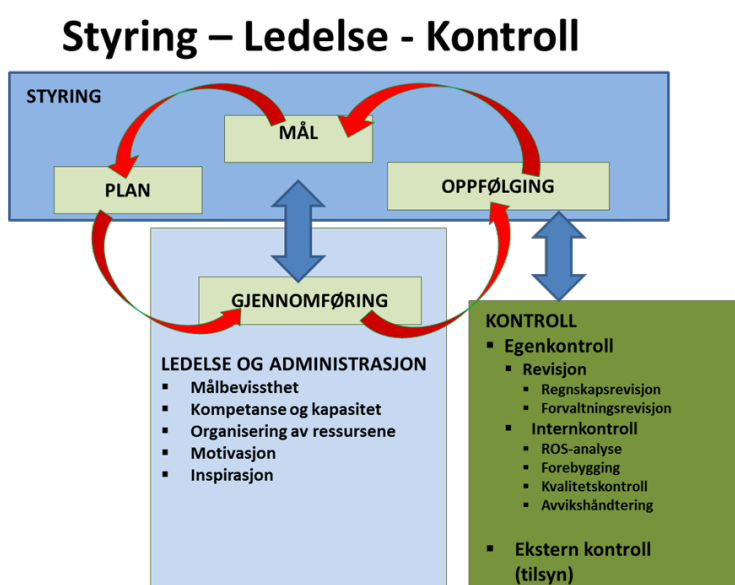 Styring – Ledelse - Kontroll
STYRING
MÅL
PLAN
OPPFØLGING
GJENNOMFØRING
LEDELSE OG ADMINISTRASJON
▪ Målbevissthet
▪ Kompetanse og kapasitet
▪ Organisering av ressursene
▪ Motivasjon
▪ Inspirasjon
KONTROLL
▪ Egenkontroll
▪ Revisjon
▪ Regnskapsrevisjon
▪ Forvaltningsrevisjon
▪ Internkontroll
▪ ROS-analyse
▪ Forebygging
▪ Kvalitetskontroll
▪ Avvikshåndtering
▪ Ekstern kontroll
(tilsyn)